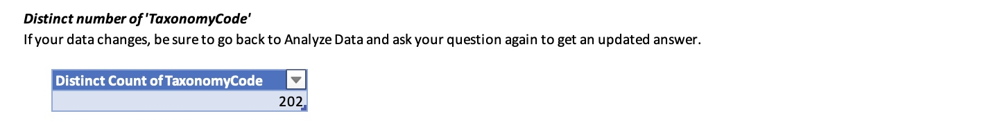 Distinct number of 'TaxonomyCode'
If your data changes, be sure to go back to Analyze Data and ask your question again to get an updated answer.
Distinct Count of TaxonomyCode
202